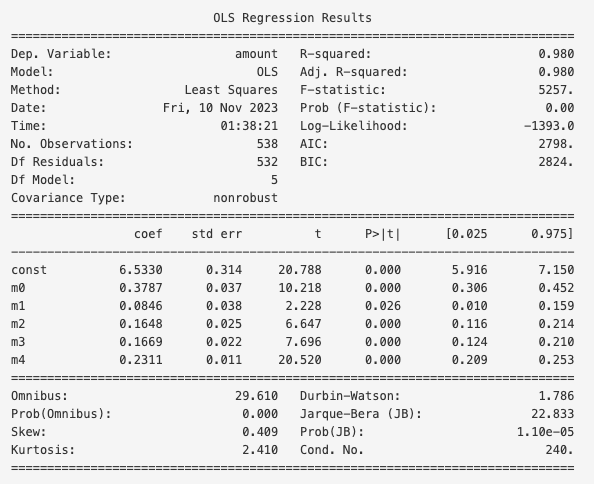 OLS Regression Results
==============================================================================
Dep. Variable:                 amount   R-squared:                       0.980
Model:                            OLS   Adj. R-squared:                  0.980
Method:                 Least Squares   F-statistic:                     5257.
Date:                Fri, 10 Nov 2023   Prob (F-statistic):               0.00
Time:                        01:38:21   Log-Likelihood:                -1393.0
No. Observations:                 538   AIC:                             2798.
Df Residuals:                     532   BIC:                             2824.
Df Model:                           5
Covariance Type:            nonrobust
==============================================================================
                 coef    std err          t      P>|t|      [0.025      0.975]
------------------------------------------------------------------------------
const          6.5330      0.314     20.788      0.000       5.916       7.150
m0             0.3787      0.037     10.218      0.000       0.306       0.452
m1             0.0846      0.038      2.228      0.026       0.010       0.159
m2             0.1648      0.025      6.647      0.000       0.116       0.214
m3             0.1669      0.022      7.696      0.000       0.124       0.210
m4             0.2311      0.011     20.520      0.000       0.209       0.253
==============================================================================
Omnibus:                       29.610   Durbin-Watson:                   1.786
Prob(Omnibus):                  0.000   Jarque-Bera (JB):               22.833
Skew:                           0.409   Prob(JB):                     1.10e-05
Kurtosis:                       2.410   Cond. No.                         240.
==============================================================================